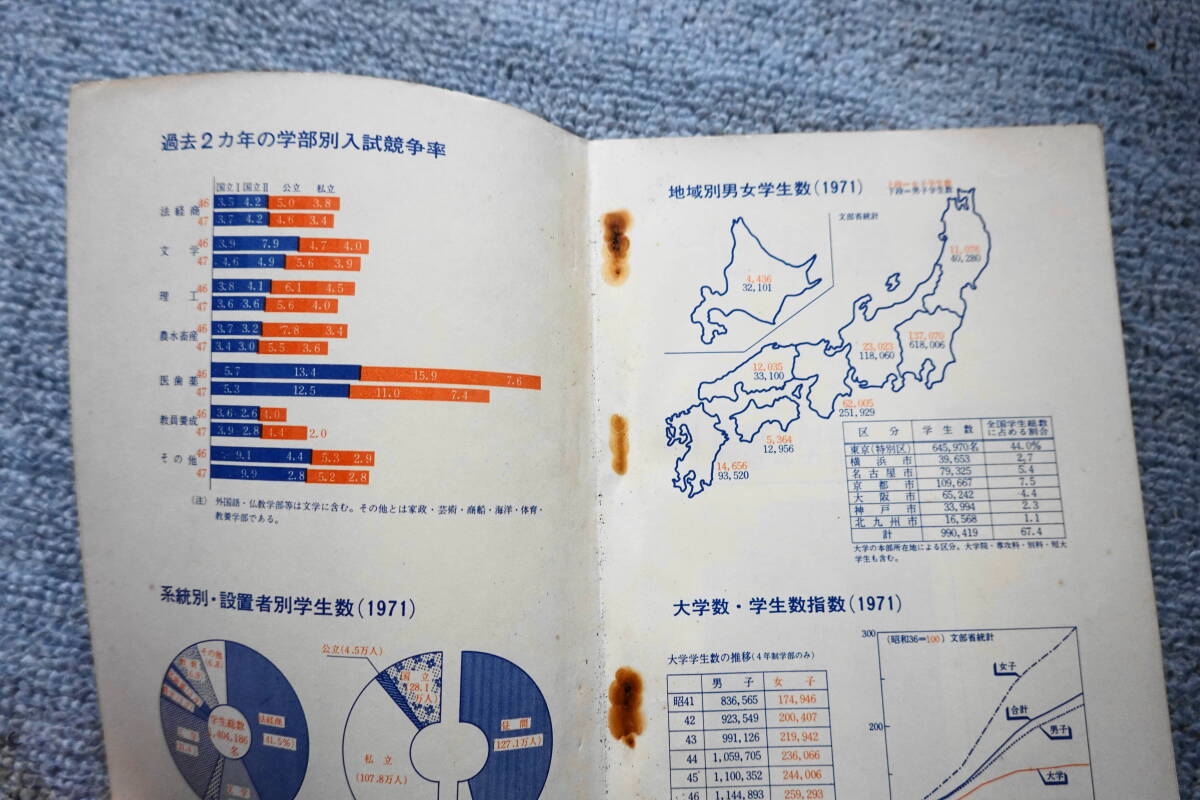 過去2カ年の学部別入試競争率
国立Ⅰ 国立Ⅱ 公立 私立
法経商 46 3.5 4.2 5.0 3.8
47 3.7 4.2 4.6 3.4
文学 46 3.9 7.9 4.7 4.0
47 4.6 4.9 5.6 3.9
理工 46 3.8 4.1 6.1 4.5
47 3.6 3.6 5.6 4.0
農水畜産 46 3.7 3.2 7.8 3.4
47 3.4 3.0 5.5 3.6
医歯薬 46 5.7 13.4 15.9 7.6
47 5.3 12.5 11.0 7.4
教員養成 46 3.6 2.6 4.0
47 3.9 2.8 4.4 2.0
その他 46 9.1 4.4 5.3 2.9
47 9.9 2.8 5.2 2.8
(注) 外国語・仏教学部等は文学に含む。その他とは家政・芸術・商船・海洋・体育・
教養学部である。
系統別・設置者別学生数(1971)
その他
(6.8)
法経商
(41.5%)
学生総数
1,404,186
名
公立(4.5万人)
国立
(28.1
万人)
私立
(107.8万人)
昼間
(127.1万人)
地域別男女学生数(1971)
下段=男子学生数
文部省統計
4,436
32,101
11,076
40,280
137,070
618,006
23,023
118,060
12,035
33,100
62,005
251,929
5,364
12,956
14,656
93,520
区分 学生数 全国学生総数
に占める割合
東京(特別区) 645,970名 44.0%
横浜市 39,653 2.7
名古屋市 79,325 5.4
京都市 109,667 7.5
大阪市 65,242 4.4
神戸市 33,994 2.3
北九州市 16,568 1.1
計 990,419 67.4
大学の本部所在地による区分。大学院・専攻科・別科・短大
学生も含む。
大学数・学生数指数(1971)
大学学生数の推移(4年制学部のみ)
男子 女子
昭41 836,565 174,946
42 923,549 200,407
43 991,126 219,942
44 1,059,705 236,066
45 1,100,352 244,006
46 1,144,893 259,293
300
(昭和36=100) 文部省統計
女子
合計
200
男子
大学